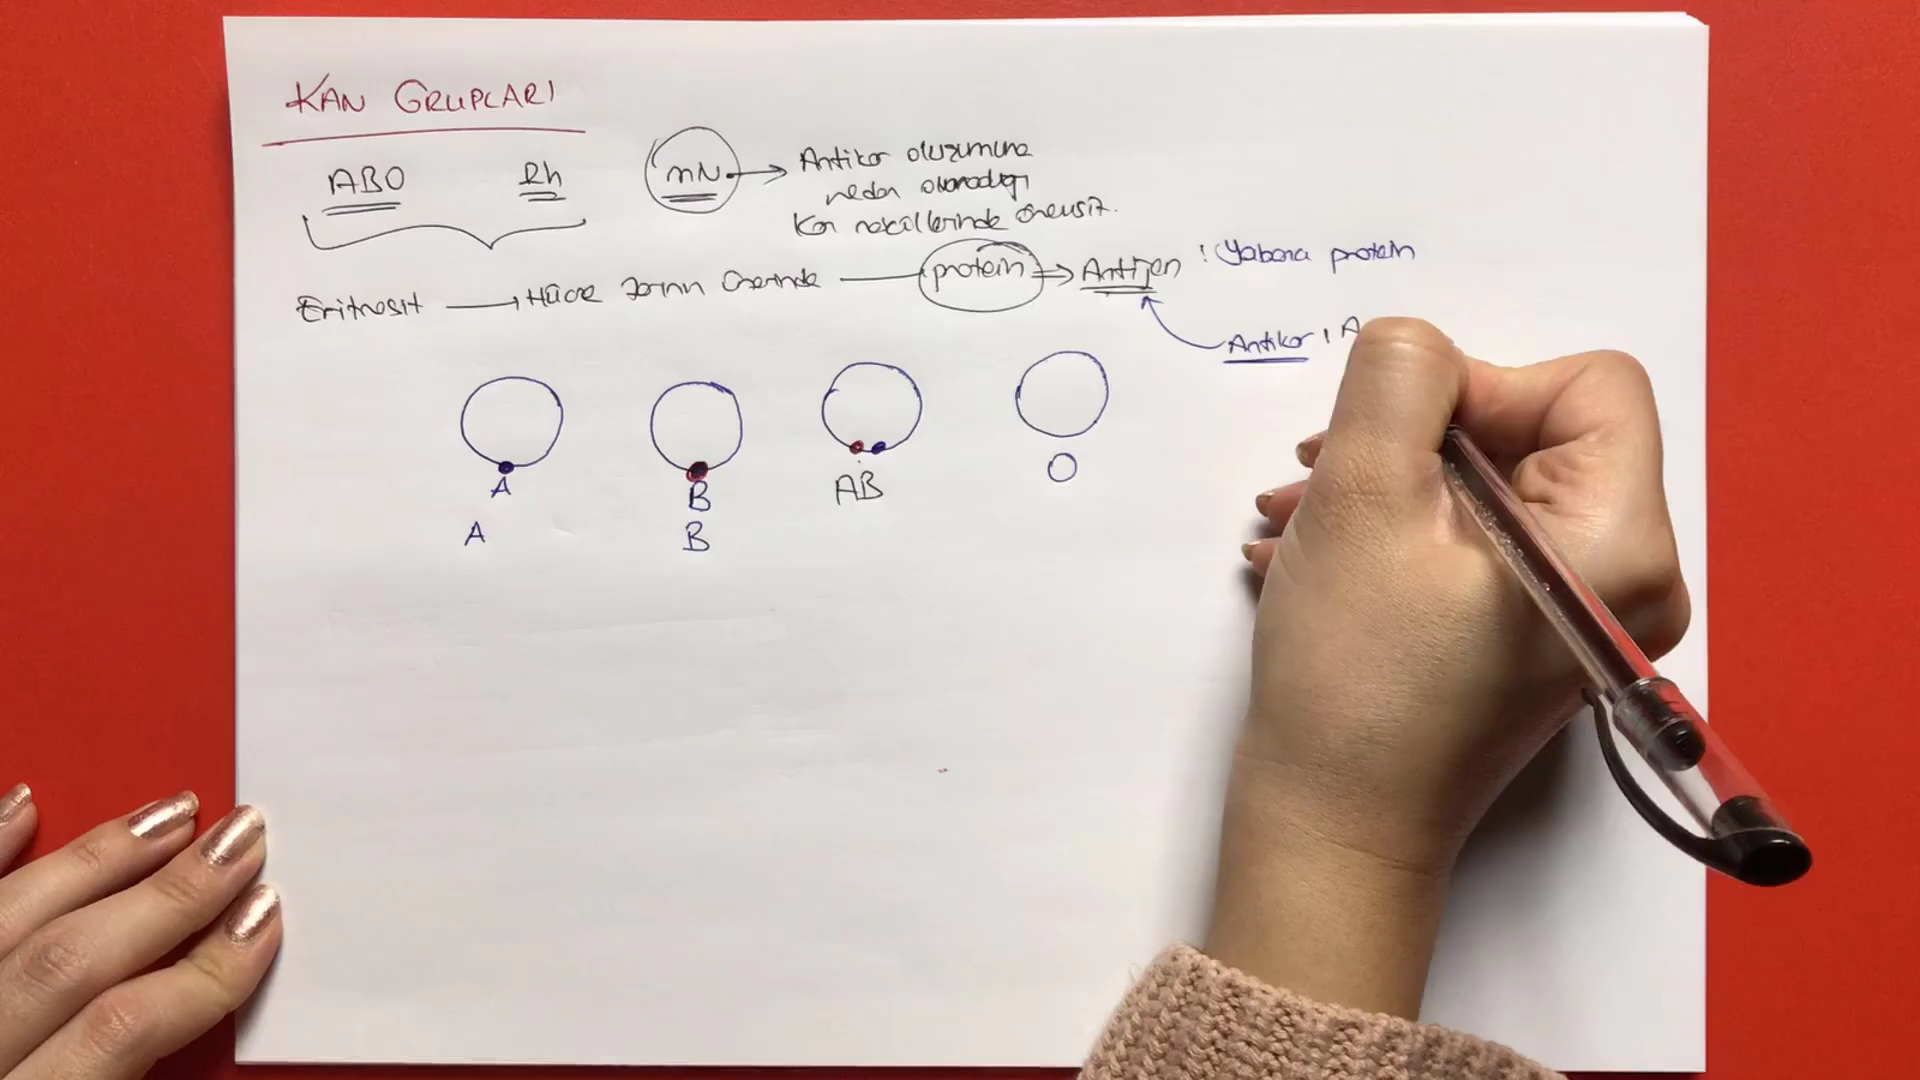 KAN GRUPLARI
ABO Rh MN → Antikor oluşumuna
neden olmadığı
Kan nakillerinde önemsiz.
Eritrosit → Hücre zarının üzerinde — protein ⇒ Antijen : Yabancı protein
Antikor : A
A B AB O
A B